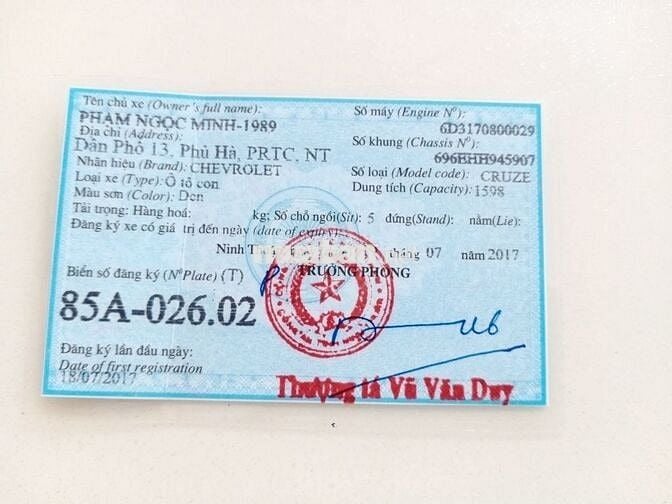 Tên chủ xe (Owner's full name):
PHẠM NGỌC MINH-1989
Địa chỉ (Address):
Dân Phố 13, Phủ Hà, PRTC, NT
Nhãn hiệu (Brand): CHEVROLET
Loại xe (Type): Ô tô con
Màu sơn (Color): Đen
Tải trọng: Hàng hoá: kg; Số chỗ ngồi(Sit): 5 đứng(Stand): nằm(Lie):
Đăng ký xe có giá trị đến ngày (date of expiry):
Số máy (Engine Nº):
6D3170800029
Số khung (Chassis Nº):
696BHH945907
Số loại (Model code): CRUZE
Dung tích (Capacity): 1598
Ninh tháng 07 năm 2017
TRƯỞNG PHÒNG
Biển số đăng ký (Nº Plate) (T)
85A-026.02
Đăng ký lần đầu ngày:
Date of first registration
18/07/2017
Thượng tá Vũ Văn Duy